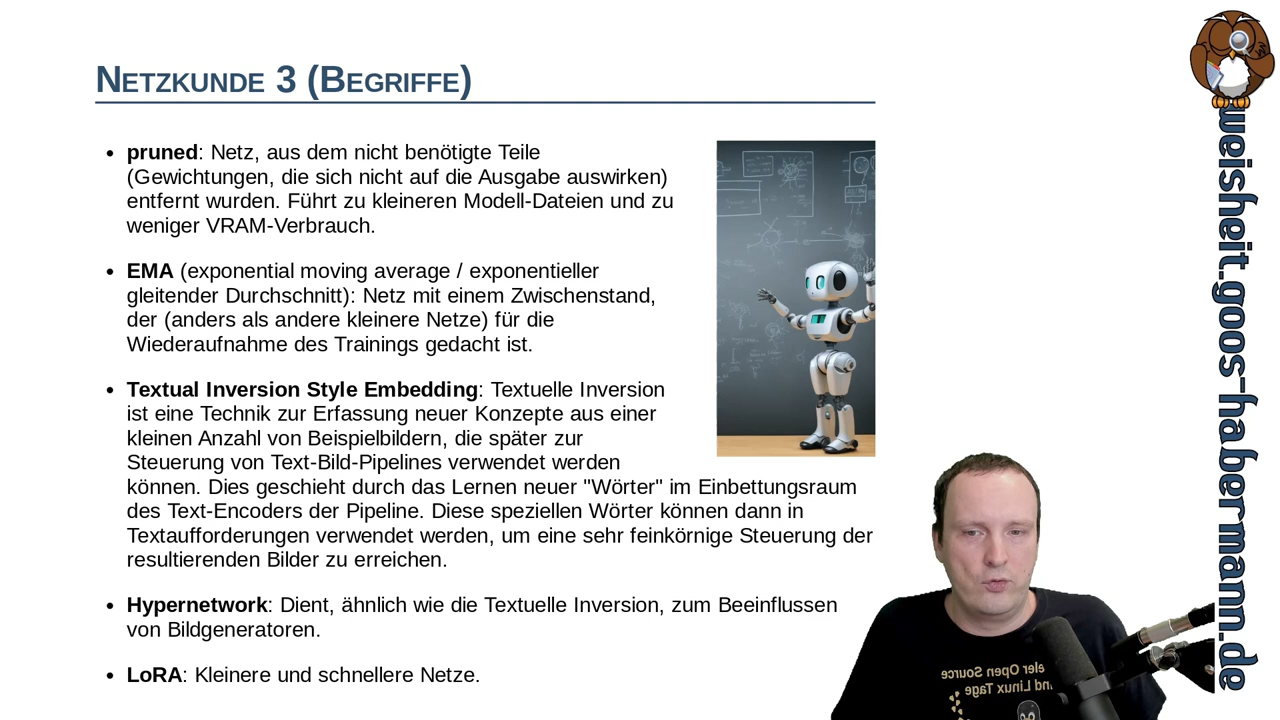 Netzkunde 3 (Begriffe)
• pruned: Netz, aus dem nicht benötigte Teile
(Gewichtungen, die sich nicht auf die Ausgabe auswirken)
entfernt wurden. Führt zu kleineren Modell-Dateien und zu
weniger VRAM-Verbrauch.
• EMA (exponential moving average / exponentieller
gleitender Durchschnitt): Netz mit einem Zwischenstand,
der (anders als andere kleinere Netze) für die
Wiederaufnahme des Trainings gedacht ist.
• Textual Inversion Style Embedding: Textuelle Inversion
ist eine Technik zur Erfassung neuer Konzepte aus einer
kleinen Anzahl von Beispielbildern, die später zur
Steuerung von Text-Bild-Pipelines verwendet werden
können. Dies geschieht durch das Lernen neuer "Wörter" im Einbettungsraum
des Text-Encoders der Pipeline. Diese speziellen Wörter können dann in
Textaufforderungen verwendet werden, um eine sehr feinkörnige Steuerung der
resultierenden Bilder zu erreichen.
• Hypernetwork: Dient, ähnlich wie die Textuelle Inversion, zum Beeinflussen
von Bildgeneratoren.
• LoRA: Kleinere und schnellere Netze.
weisheit.goos-habermann.de
eler Open Source
nd Linux Tage